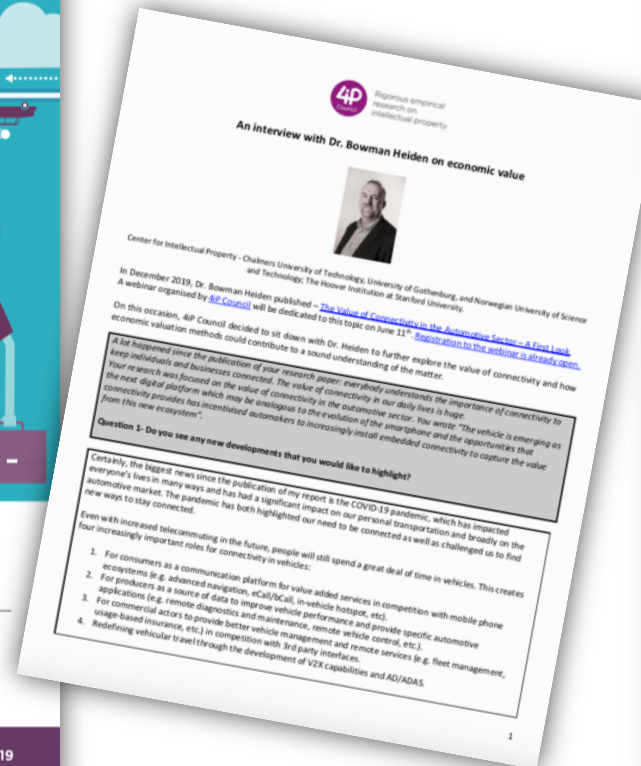 4iP
Council
Rigorous empirical
research on
intellectual property
An interview with Dr. Bowman Heiden on economic value
Center for Intellectual Property - Chalmers University of Technology, University of Gothenburg, and Norwegian University of Science
and Technology; The Hoover Institution at Stanford University.
In December 2019, Dr. Bowman Heiden published – The Value of Connectivity in the Automotive Sector – A First Look.
A webinar organised by 4iP Council will be dedicated to this topic on June 11th. Registration to the webinar is already open.
On this occasion, 4iP Council decided to sit down with Dr. Heiden to further explore the value of connectivity and how
economic valuation methods could contribute to a sound understanding of the matter.
A lot happened since the publication of your research paper: everybody understands the importance of connectivity to
keep individuals and businesses connected. The value of connectivity in our daily lives is huge.
Your research was focused on the value of connectivity in the automotive sector. You wrote "The vehicle is emerging as
the next digital platform which may be analogous to the evolution of the smartphone and the opportunities that
connectivity provides has incentivised automakers to increasingly install embedded connectivity to capture the value
from this new ecosystem".
Question 1- Do you see any new developments that you would like to highlight?
Certainly, the biggest news since the publication of my report is the COVID-19 pandemic, which has impacted
everyone's lives in many ways and has had a significant impact on our personal transportation and broadly on the
automotive market. The pandemic has both highlighted our need to be connected as well as challenged us to find
new ways to stay connected.
Even with increased telecommuting in the future, people will still spend a great deal of time in vehicles. This creates
four increasingly important roles for connectivity in vehicles:
1. For consumers as a communication platform for value added services in competition with mobile phone
ecosystems (e.g. advanced navigation, eCall/bCall, in-vehicle hotspot, etc).
2. For producers as a source of data to improve vehicle performance and provide specific automotive
applications (e.g. remote diagnostics and maintenance, remote vehicle control, etc.).
3. For commercial actors to provide better vehicle management and remote services (e.g. fleet management,
usage-based insurance, etc.) in competition with 3rd party interfaces.
4. Redefining vehicular travel through the development of V2X capabilities and AD/ADAS.
1
19